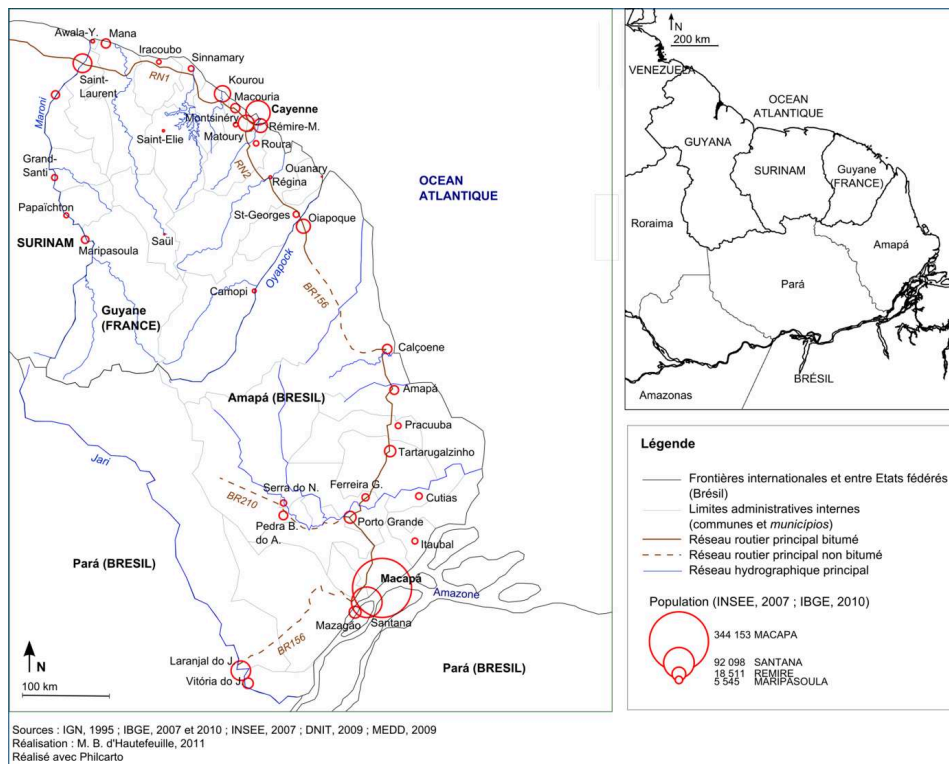 Awala-Y.
Mana
Iracoubo
Sinnamary
Saint-
Laurent
RN1
Kourou
Macouria
Cayenne
Maroni
Montsinéry
Rémire-M.
Matoury
Saint-Elie
Roura
Grand-
Santi
RN2
Ouanary
Régina
OCEAN
ATLANTIQUE
Papaïchton
St-Georges
Oiapoque
SURINAM
Maripasoula
Saül
Oyapock
Camopi
BR156
Guyane
(FRANCE)
Calçoene
Amapá (BRESIL)
Amapá
Pracuuba
Tartarugalzinho
Jari
Serra do N.
Ferreira G.
Cutias
BR210
Pedra B.
do A.
Porto Grande
Itaubal
Pará (BRESIL)
Macapá
Amazone
Mazagão
Santana
BR156
Laranjal do J.
Vitória do J.
Pará (BRESIL)
N
100 km
N
200 km
VENEZUELA
OCEAN
ATLANTIQUE
GUYANA
SURINAM
Guyane
(FRANCE)
Roraima
Amapá
Pará
BRÉSIL
Amazonas
Légende
Frontières internationales et entre Etats fédérés
(Brésil)
Limites administratives internes
(communes et municípios)
Réseau routier principal bitumé
Réseau routier principal non bitumé
Réseau hydrographique principal
Population (INSEE, 2007 ; IBGE, 2010)
344 153 MACAPA
92 098 SANTANA
18 511 REMIRE
5 545 MARIPASOULA
Sources : IGN, 1995 ; IBGE, 2007 et 2010 ; INSEE, 2007 ; DNIT, 2009 ; MEDD, 2009
Réalisation : M. B. d'Hautefeuille, 2011
Réalisé avec Philcarto